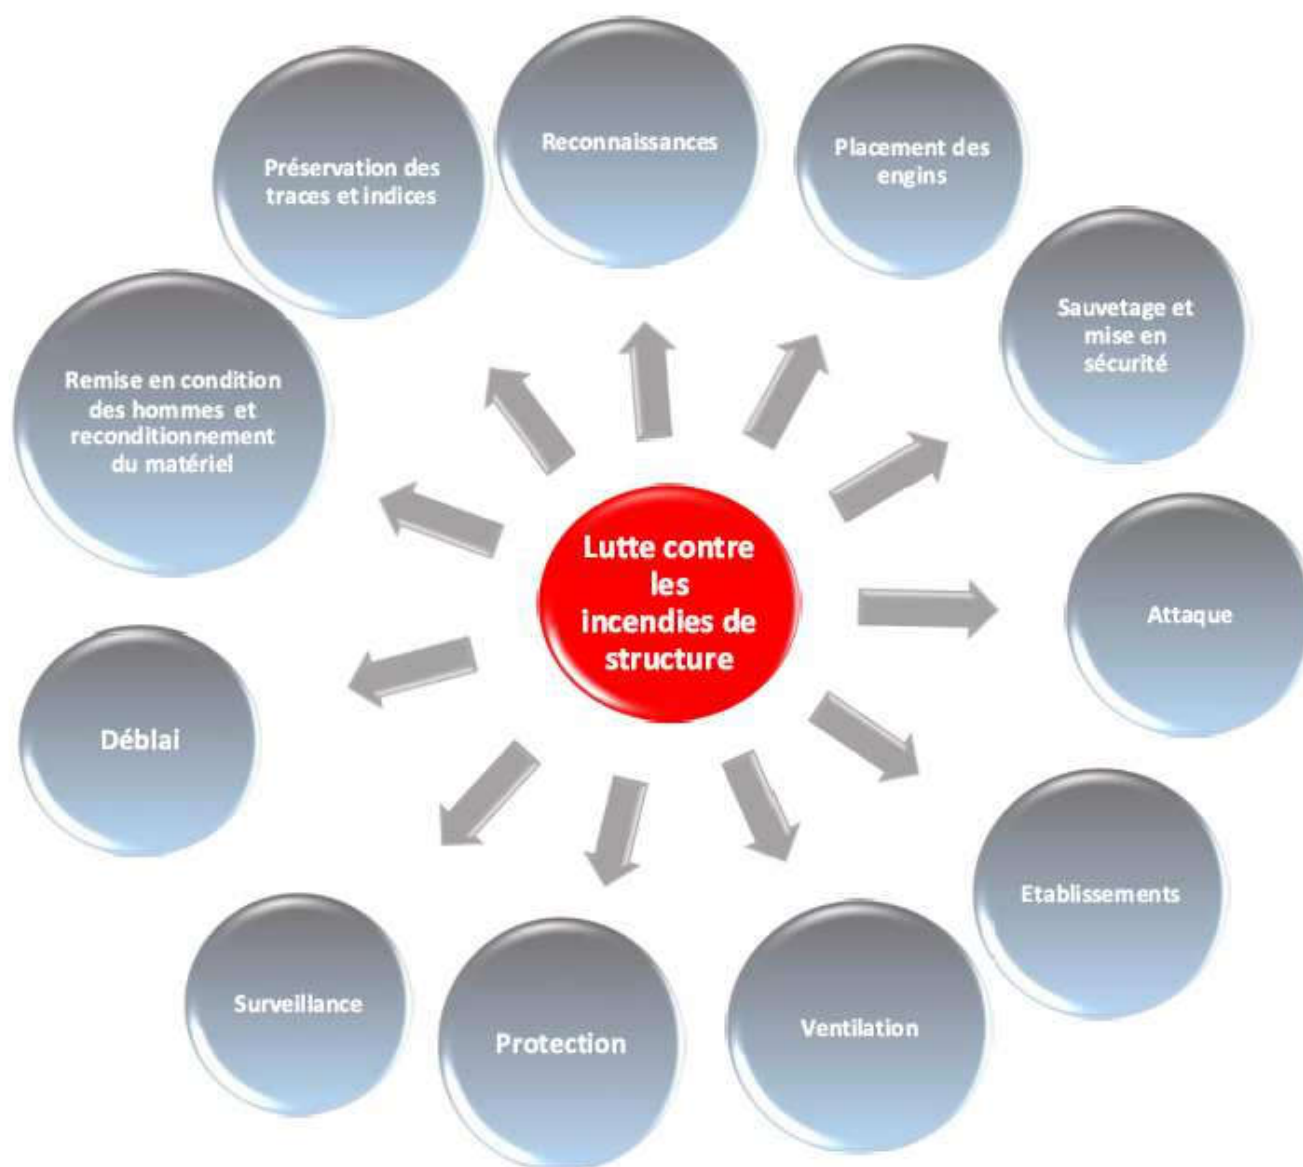 Reconnaissances
Placement des
engins
Sauvetage et
mise en
sécurité
Attaque
Etablissements
Ventilation
Protection
Surveillance
Déblai
Remise en condition
des hommes et
reconditionnement
du matériel
Préservation des
traces et indices
Lutte contre
les
incendies de
structure